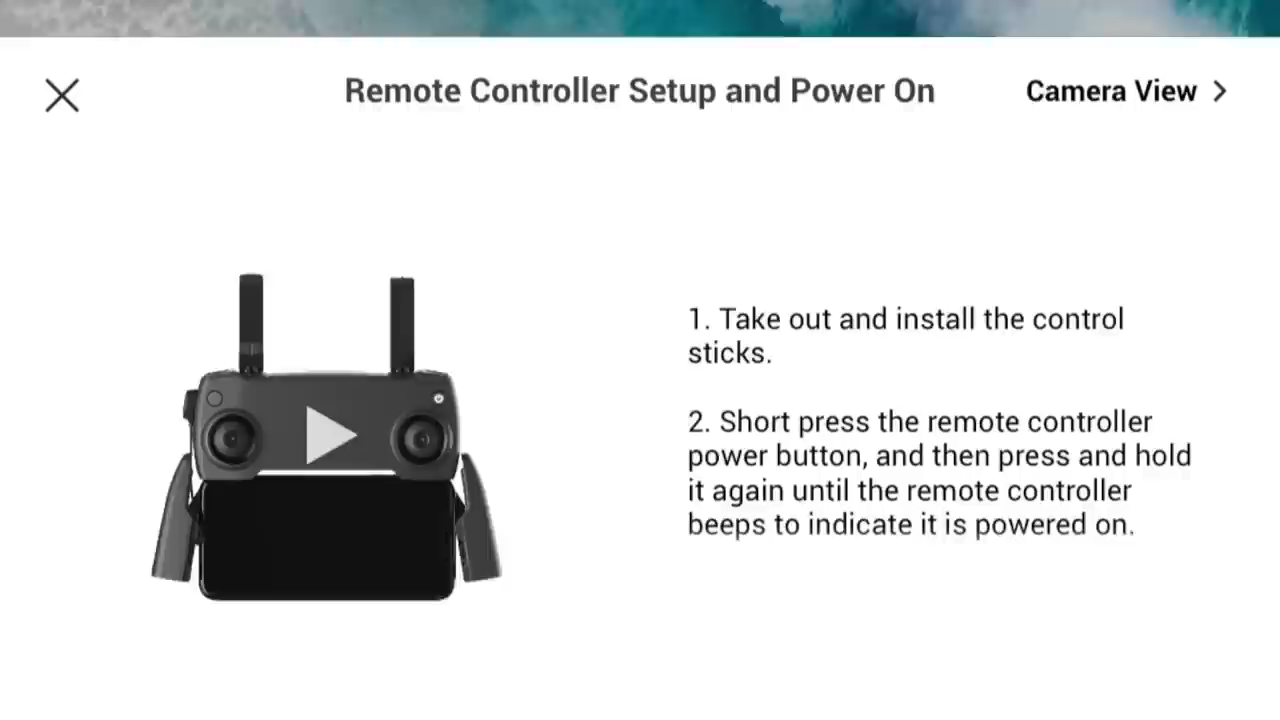 Remote Controller Setup and Power On
Camera View
1. Take out and install the control
sticks.
2. Short press the remote controller
power button, and then press and hold
it again until the remote controller
beeps to indicate it is powered on.